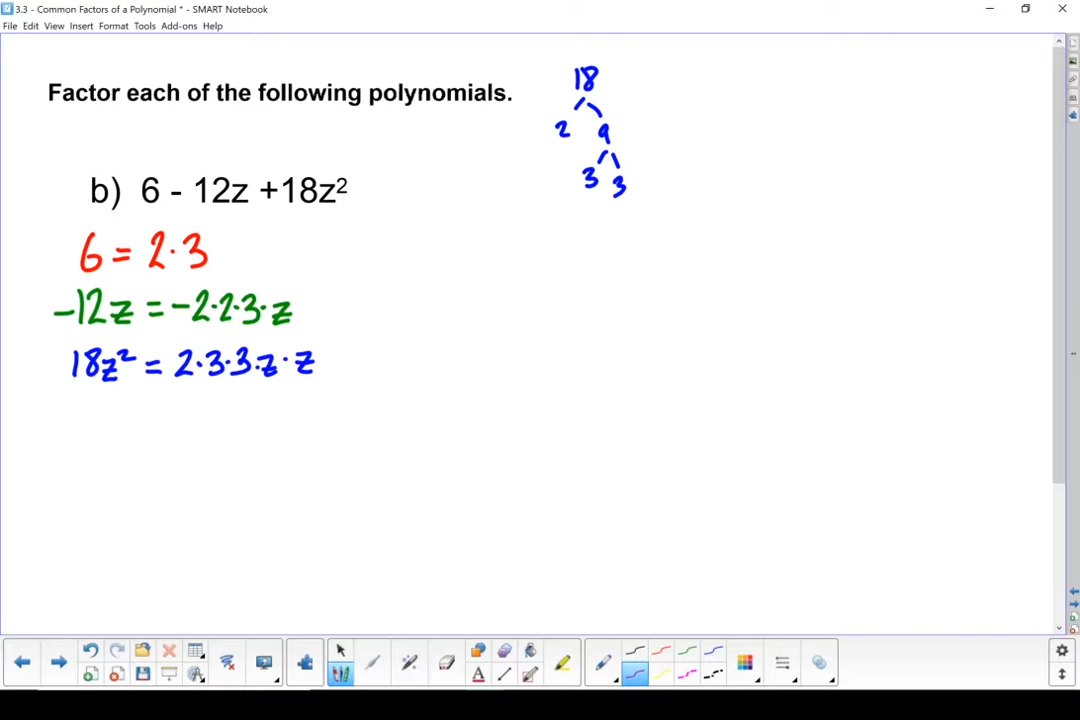 3.3 - Common Factors of a Polynomial * - SMART Notebook
File Edit View Insert Format Tools Add-ons Help
Factor each of the following polynomials.
18
2 9
3 3
b) 6 - 12z +18z²
6 = 2·3
-12z = -2·2·3·z
18z² = 2·3·3·z·z